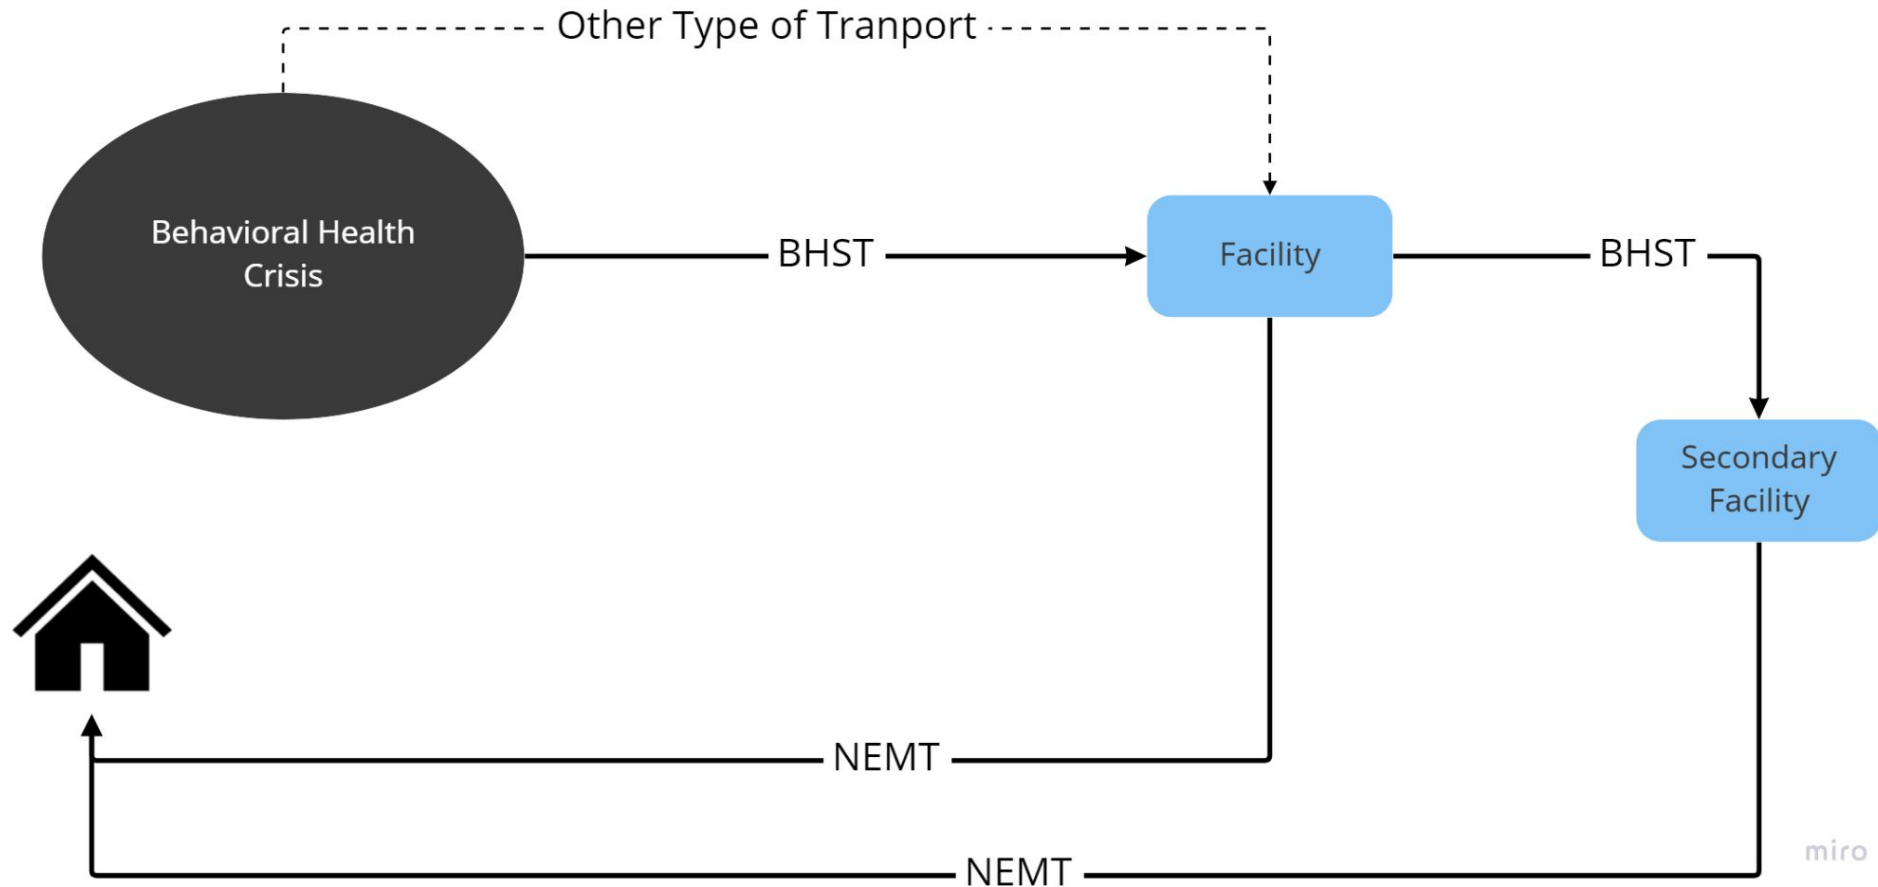 Other Type of Tranport
Behavioral Health
Crisis
BHST
Facility
BHST
Secondary
Facility
NEMT
NEMT
miro